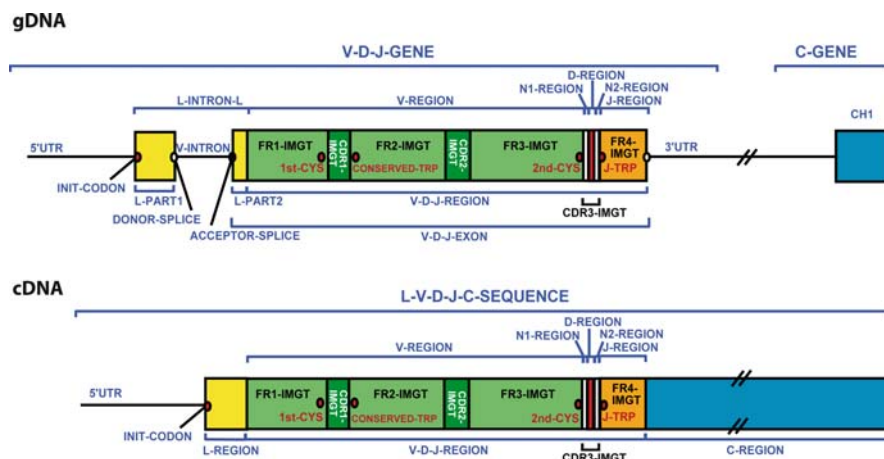 gDNA
V-D-J-GENE
C-GENE
D-REGION
N1-REGION
N2-REGION
L-INTRON-L
V-REGION
J-REGION
CH1
5'UTR
V-INTRON
FR1-IMGT
CDR1-IMGT
FR2-IMGT
CDR2-IMGT
FR3-IMGT
FR4-
IMGT
3'UTR
1st-CYS
CONSERVED-TRP
2nd-CYS
J-TRP
INIT-CODON
L-PART1
L-PART2
V-D-J-REGION
DONOR-SPLICE
CDR3-IMGT
ACCEPTOR-SPLICE
V-D-J-EXON
cDNA
L-V-D-J-C-SEQUENCE
D-REGION
N1-REGION
N2-REGION
V-REGION
J-REGION
5'UTR
FR1-IMGT
CDR1-IMGT
FR2-IMGT
CDR2-IMGT
FR3-IMGT
FR4-
IMGT
1st-CYS
CONSERVED-TRP
2nd-CYS
J-TRP
INIT-CODON
L-REGION
V-D-J-REGION
C-REGION
CDR3-IMGT